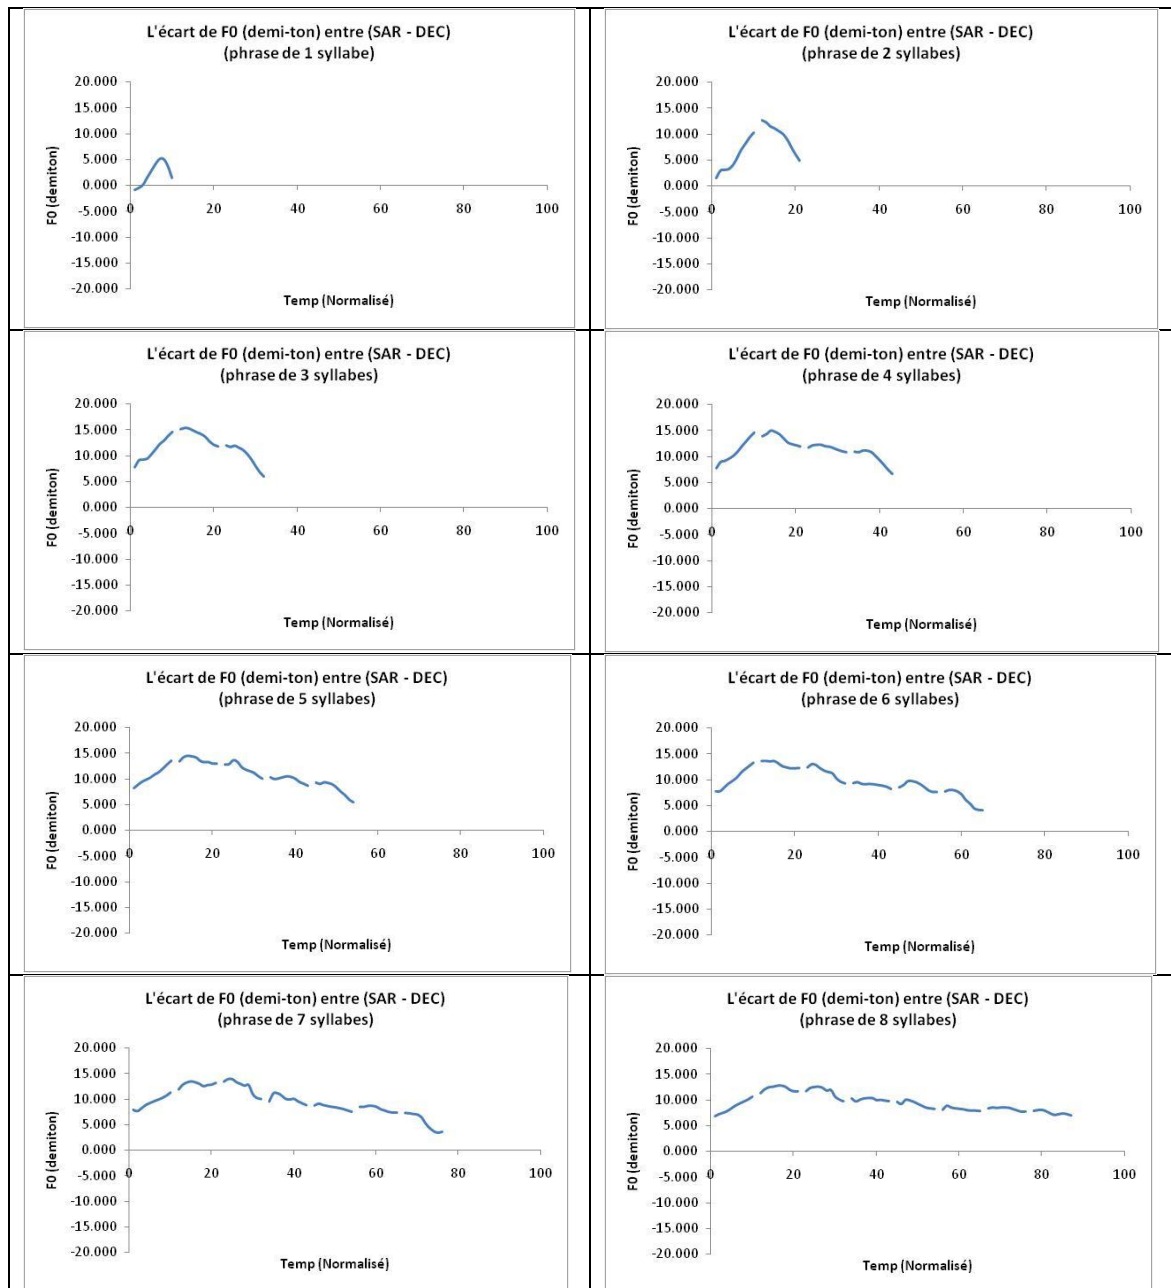 L'écart de F0 (demi-ton) entre (SAR - DEC)
(phrase de 1 syllabe)
20.000
15.000
10.000
5.000
0.000
-5.000
-10.000
-15.000
-20.000
0 20 40 60 80 100
F0 (demiton)
Temp (Normalisé)
L'écart de F0 (demi-ton) entre (SAR - DEC)
(phrase de 2 syllabes)
20.000
15.000
10.000
5.000
0.000
-5.000
-10.000
-15.000
-20.000
0 20 40 60 80 100
F0 (demiton)
Temp (Normalisé)
L'écart de F0 (demi-ton) entre (SAR - DEC)
(phrase de 3 syllabes)
20.000
15.000
10.000
5.000
0.000
-5.000
-10.000
-15.000
-20.000
0 20 40 60 80 100
F0 (demiton)
Temp (Normalisé)
L'écart de F0 (demi-ton) entre (SAR - DEC)
(phrase de 4 syllabes)
20.000
15.000
10.000
5.000
0.000
-5.000
-10.000
-15.000
-20.000
0 20 40 60 80 100
F0 (demiton)
Temp (Normalisé)
L'écart de F0 (demi-ton) entre (SAR - DEC)
(phrase de 5 syllabes)
20.000
15.000
10.000
5.000
0.000
-5.000
-10.000
-15.000
-20.000
0 20 40 60 80 100
F0 (demiton)
Temp (Normalisé)
L'écart de F0 (demi-ton) entre (SAR - DEC)
(phrase de 6 syllabes)
20.000
15.000
10.000
5.000
0.000
-5.000
-10.000
-15.000
-20.000
0 20 40 60 80 100
F0 (demiton)
Temp (Normalisé)
L'écart de F0 (demi-ton) entre (SAR - DEC)
(phrase de 7 syllabes)
20.000
15.000
10.000
5.000
0.000
-5.000
-10.000
-15.000
-20.000
0 20 40 60 80 100
F0 (demiton)
Temp (Normalisé)
L'écart de F0 (demi-ton) entre (SAR - DEC)
(phrase de 8 syllabes)
20.000
15.000
10.000
5.000
0.000
-5.000
-10.000
-15.000
-20.000
0 20 40 60 80 100
F0 (demiton)
Temp (Normalisé)